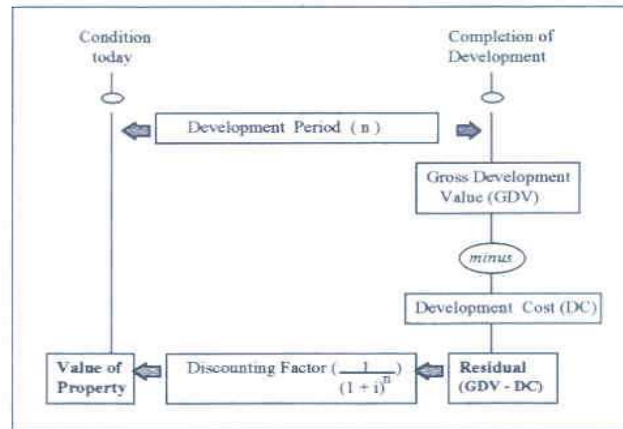 Condition
today
Completion of
Development
Development Period ( n )
Gross Development
Value (GDV)
minus
Development Cost (DC)
Value of
Property
Discounting Factor ( 1 )
(1 + i)n
Residual
(GDV - DC)